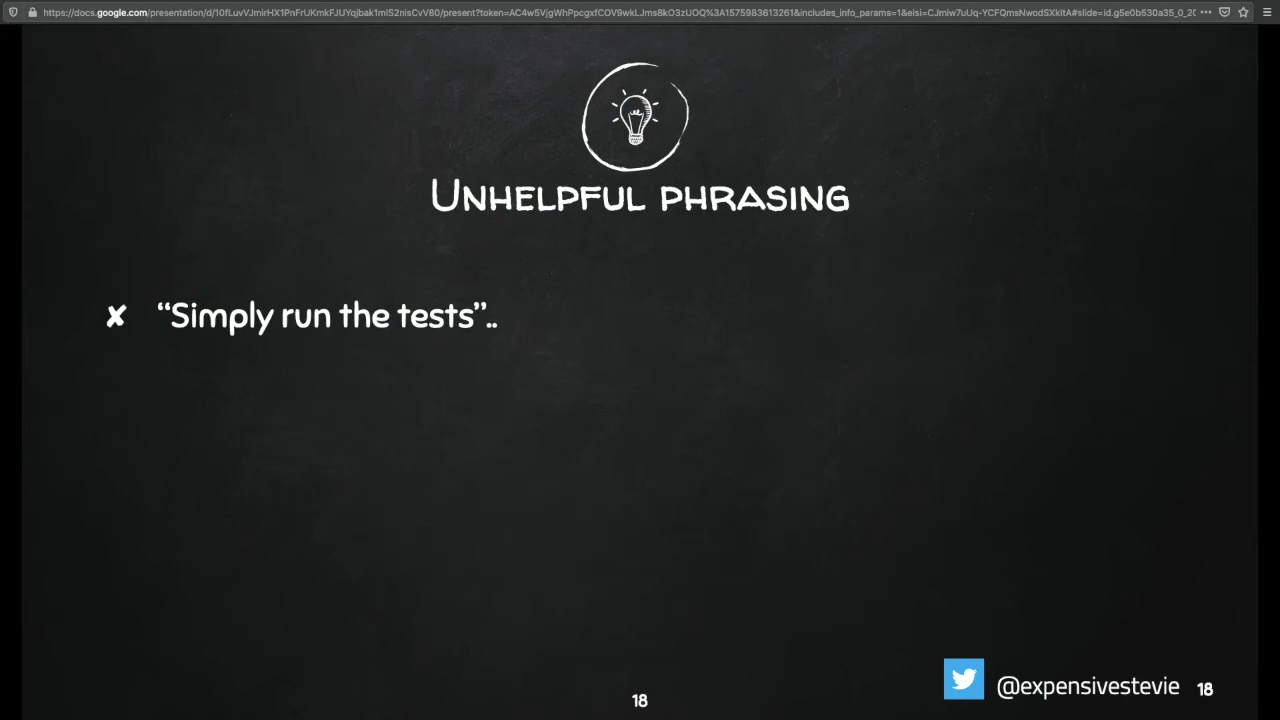 UNHELPFUL PHRASING
✘ “Simply run the tests”..
@expensivestevie 18
18